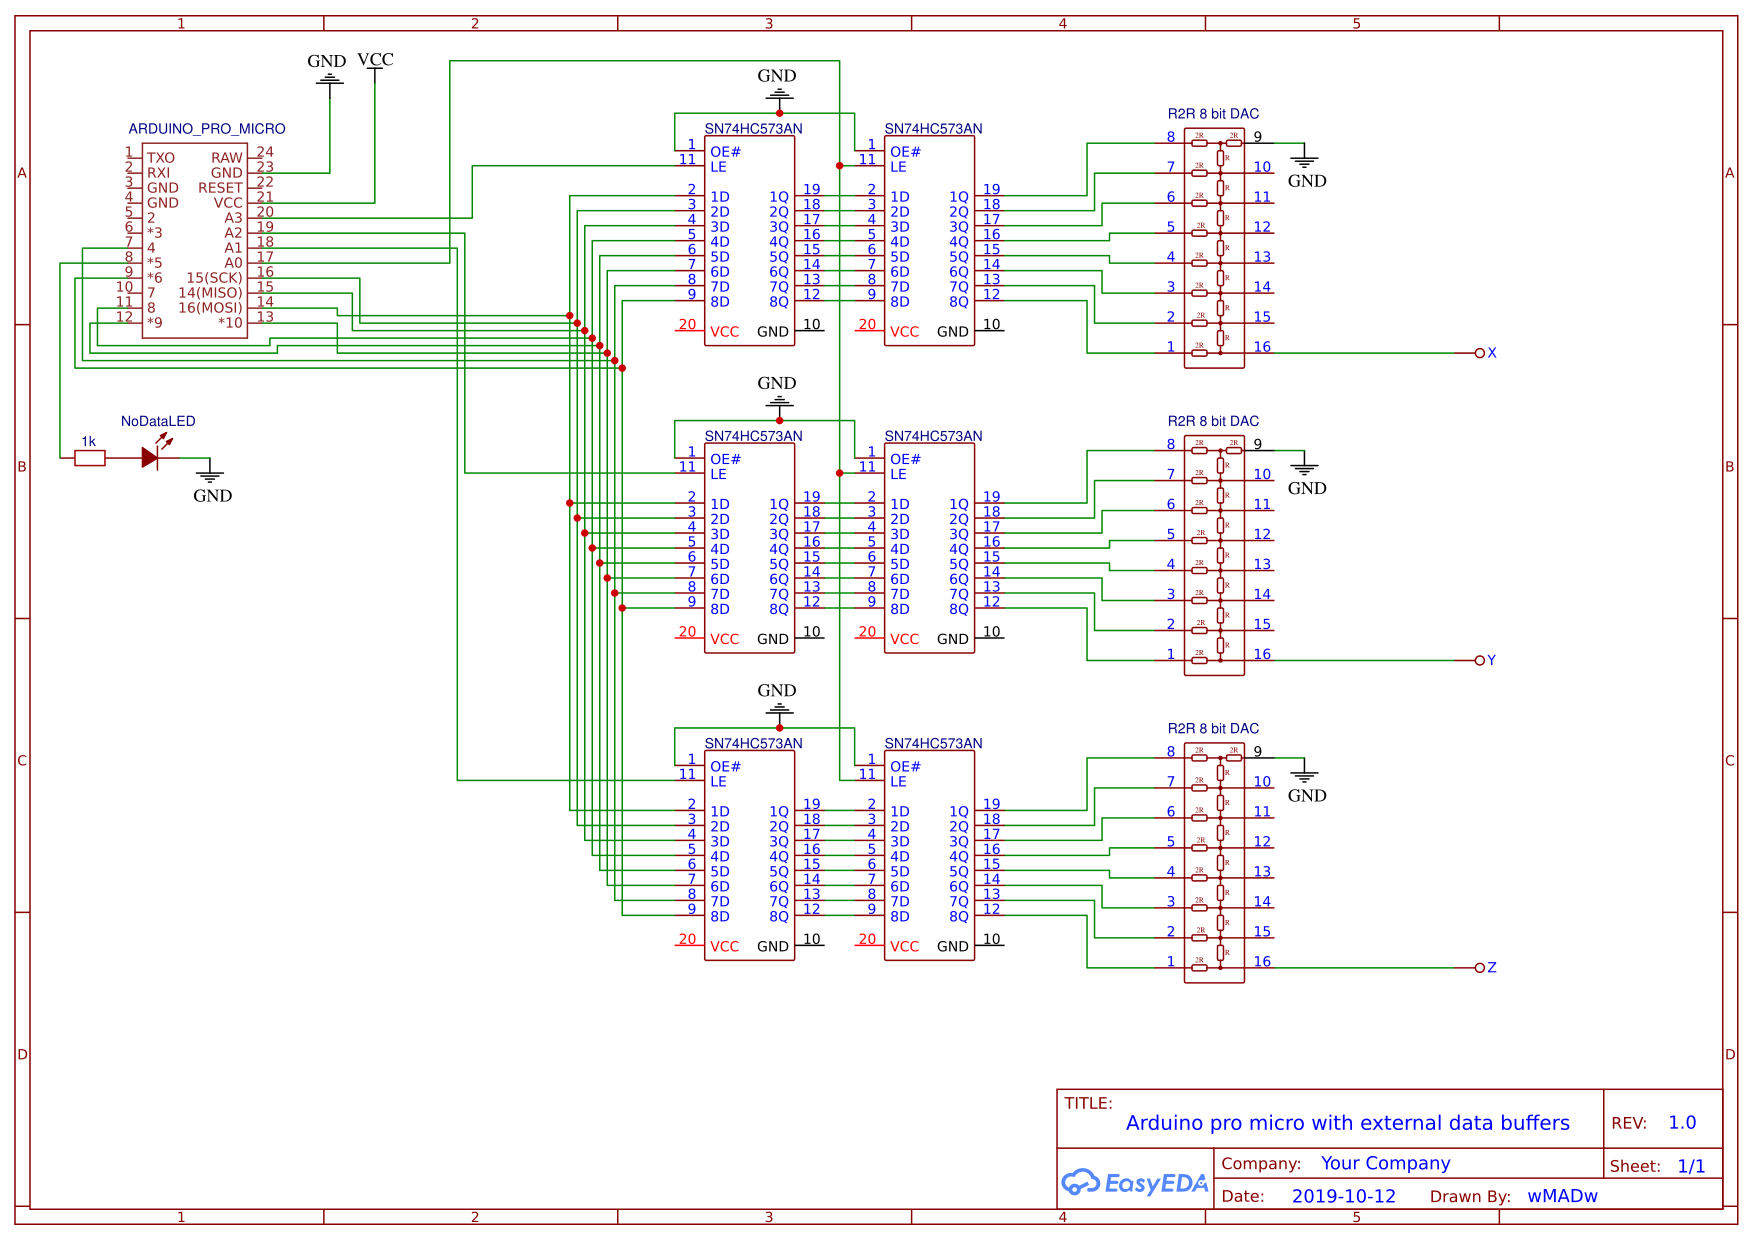 1 2 3 4 5
A A
B B
C C
D D
1 2 3 4 5
GND VCC
ARDUINO_PRO_MICRO
1 TXO RAW 24
2 RXI GND 23
3 GND RESET 22
4 GND VCC 21
5 2 A3 20
6 *3 A2 19
7 4 A1 18
8 *5 A0 17
9 *6 15(SCK) 16
10 7 14(MISO) 15
11 8 16(MOSI) 14
12 *9 *10 13
NoDataLED
1k
GND
GND
SN74HC573AN
1 OE#
11 LE
2 1D 1Q 19
3 2D 2Q 18
4 3D 3Q 17
5 4D 4Q 16
6 5D 5Q 15
7 6D 6Q 14
8 7D 7Q 13
9 8D 8Q 12
20 VCC GND 10
SN74HC573AN
1 OE#
11 LE
2 1D 1Q 19
3 2D 2Q 18
4 3D 3Q 17
5 4D 4Q 16
6 5D 5Q 15
7 6D 6Q 14
8 7D 7Q 13
9 8D 8Q 12
20 VCC GND 10
R2R 8 bit DAC
8 2R 2R 9
R
7 2R 10
R
6 2R 11
R
5 2R 12
R
4 2R 13
R
3 2R 14
R
2 2R 15
R
1 2R 16
GND
X
GND
SN74HC573AN
1 OE#
11 LE
2 1D 1Q 19
3 2D 2Q 18
4 3D 3Q 17
5 4D 4Q 16
6 5D 5Q 15
7 6D 6Q 14
8 7D 7Q 13
9 8D 8Q 12
20 VCC GND 10
SN74HC573AN
1 OE#
11 LE
2 1D 1Q 19
3 2D 2Q 18
4 3D 3Q 17
5 4D 4Q 16
6 5D 5Q 15
7 6D 6Q 14
8 7D 7Q 13
9 8D 8Q 12
20 VCC GND 10
R2R 8 bit DAC
8 2R 2R 9
R
7 2R 10
R
6 2R 11
R
5 2R 12
R
4 2R 13
R
3 2R 14
R
2 2R 15
R
1 2R 16
GND
Y
GND
SN74HC573AN
1 OE#
11 LE
2 1D 1Q 19
3 2D 2Q 18
4 3D 3Q 17
5 4D 4Q 16
6 5D 5Q 15
7 6D 6Q 14
8 7D 7Q 13
9 8D 8Q 12
20 VCC GND 10
SN74HC573AN
1 OE#
11 LE
2 1D 1Q 19
3 2D 2Q 18
4 3D 3Q 17
5 4D 4Q 16
6 5D 5Q 15
7 6D 6Q 14
8 7D 7Q 13
9 8D 8Q 12
20 VCC GND 10
R2R 8 bit DAC
8 2R 2R 9
R
7 2R 10
R
6 2R 11
R
5 2R 12
R
4 2R 13
R
3 2R 14
R
2 2R 15
R
1 2R 16
GND
Z
TITLE:
Arduino pro micro with external data buffers
REV: 1.0
EasyEDA
Company: Your Company
Sheet: 1/1
Date: 2019-10-12 Drawn By: wMADw